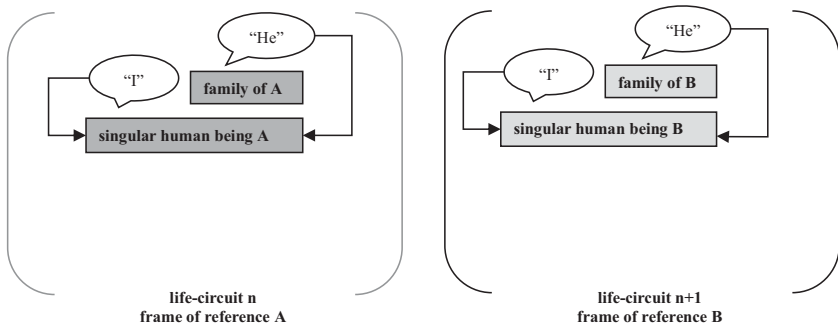 “He”
“I”
family of A
singular human being A
life-circuit n
frame of reference A
“He”
“I”
family of B
singular human being B
life-circuit n+1
frame of reference B